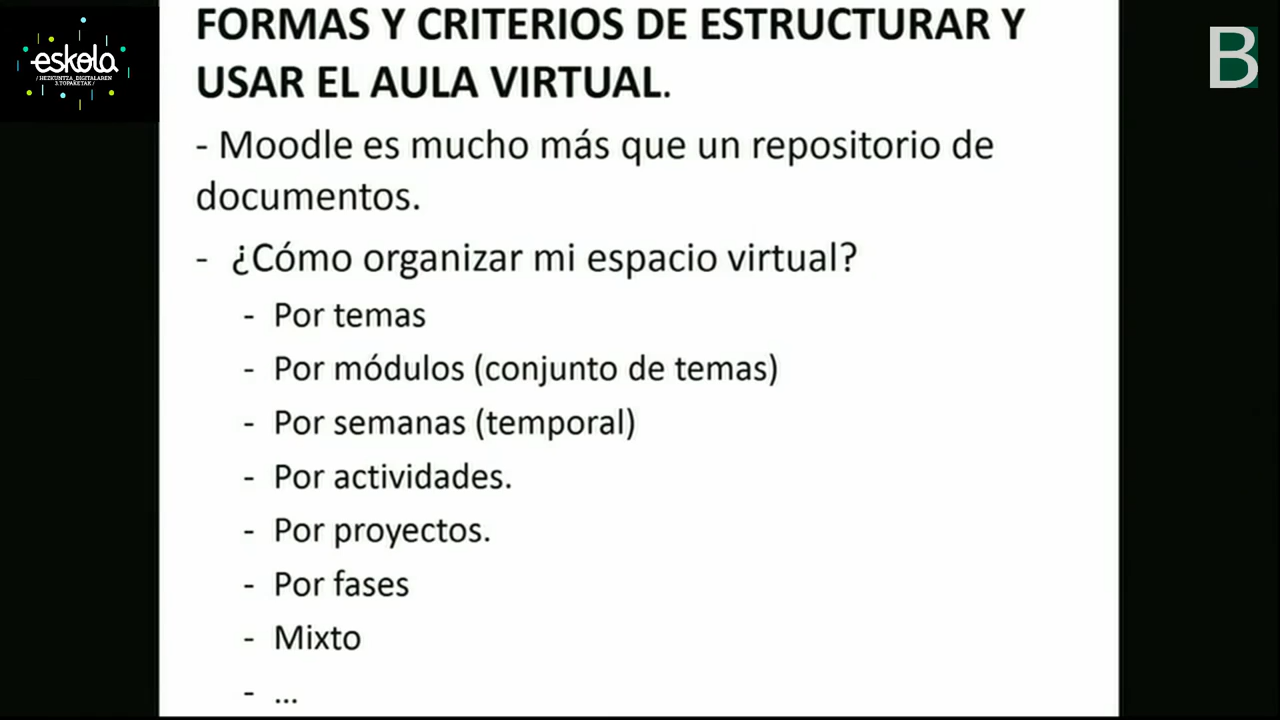 eskola
/ HEZKUNTZA_DIGITALAREN
3.TOPAKETAK /
B
FORMAS Y CRITERIOS DE ESTRUCTURAR Y
USAR EL AULA VIRTUAL.
- Moodle es mucho más que un repositorio de
documentos.
- ¿Cómo organizar mi espacio virtual?
- Por temas
- Por módulos (conjunto de temas)
- Por semanas (temporal)
- Por actividades.
- Por proyectos.
- Por fases
- Mixto
- ...